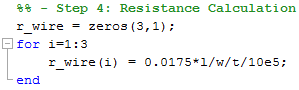 %% - Step 4: Resistance Calculation
r_wire = zeros(3,1);
for i=1:3
r_wire(i) = 0.0175*l/w/t/10e5;
end